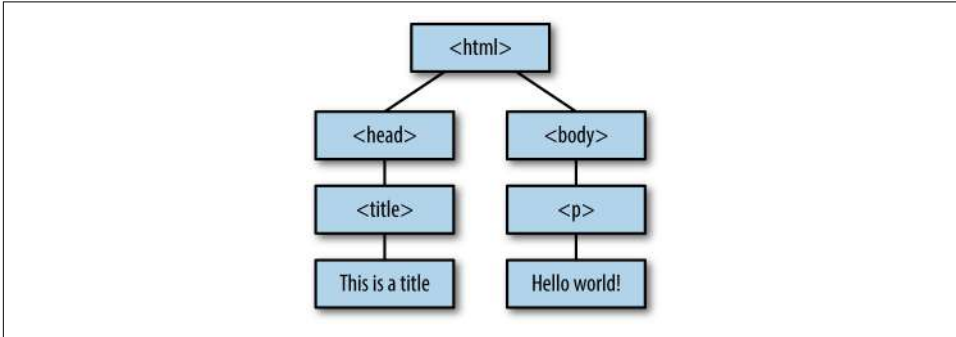 <html>
<head>
<body>
<title>
<p>
This is a title
Hello world!